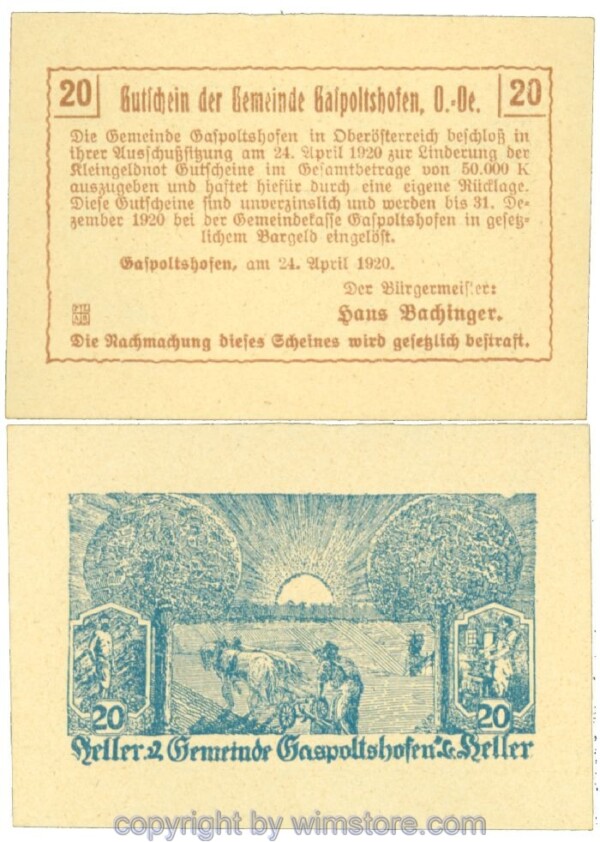 20 Gutschein der Gemeinde Gaspoltshofen, O.-Oe. 20
Die Gemeinde Gaspoltshofen in Oberösterreich beschloß in
ihrer Ausschußsitzung am 24. April 1920 zur Linderung der
Kleingeldnot Gutscheine im Gesamtbetrage von 50.000 K
auszugeben und haftet hiefür durch eine eigene Rücklage.
Diese Gutscheine sind unverzinslich und werden bis 31. De-
zember 1920 bei der Gemeindekasse Gaspoltshofen in gesetz-
lichem Bargeld eingelöst.
Gaspoltshofen, am 24. April 1920.
Der Bürgermeister:
Hans Bachinger.
Die Nachmachung dieses Scheines wird gesetzlich bestraft.
20 20
Heller Gemeinde Gaspoltshofen Heller
copyright by wimstore.com